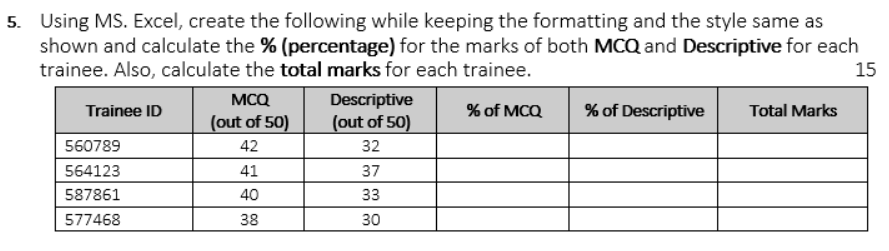 5. Using MS. Excel, create the following while keeping the formatting and the style same as
shown and calculate the % (percentage) for the marks of both MCQ and Descriptive for each
trainee. Also, calculate the total marks for each trainee. 15
Trainee ID MCQ (out of 50) Descriptive (out of 50) % of MCQ % of Descriptive Total Marks
560789 42 32
564123 41 37
587861 40 33
577468 38 30